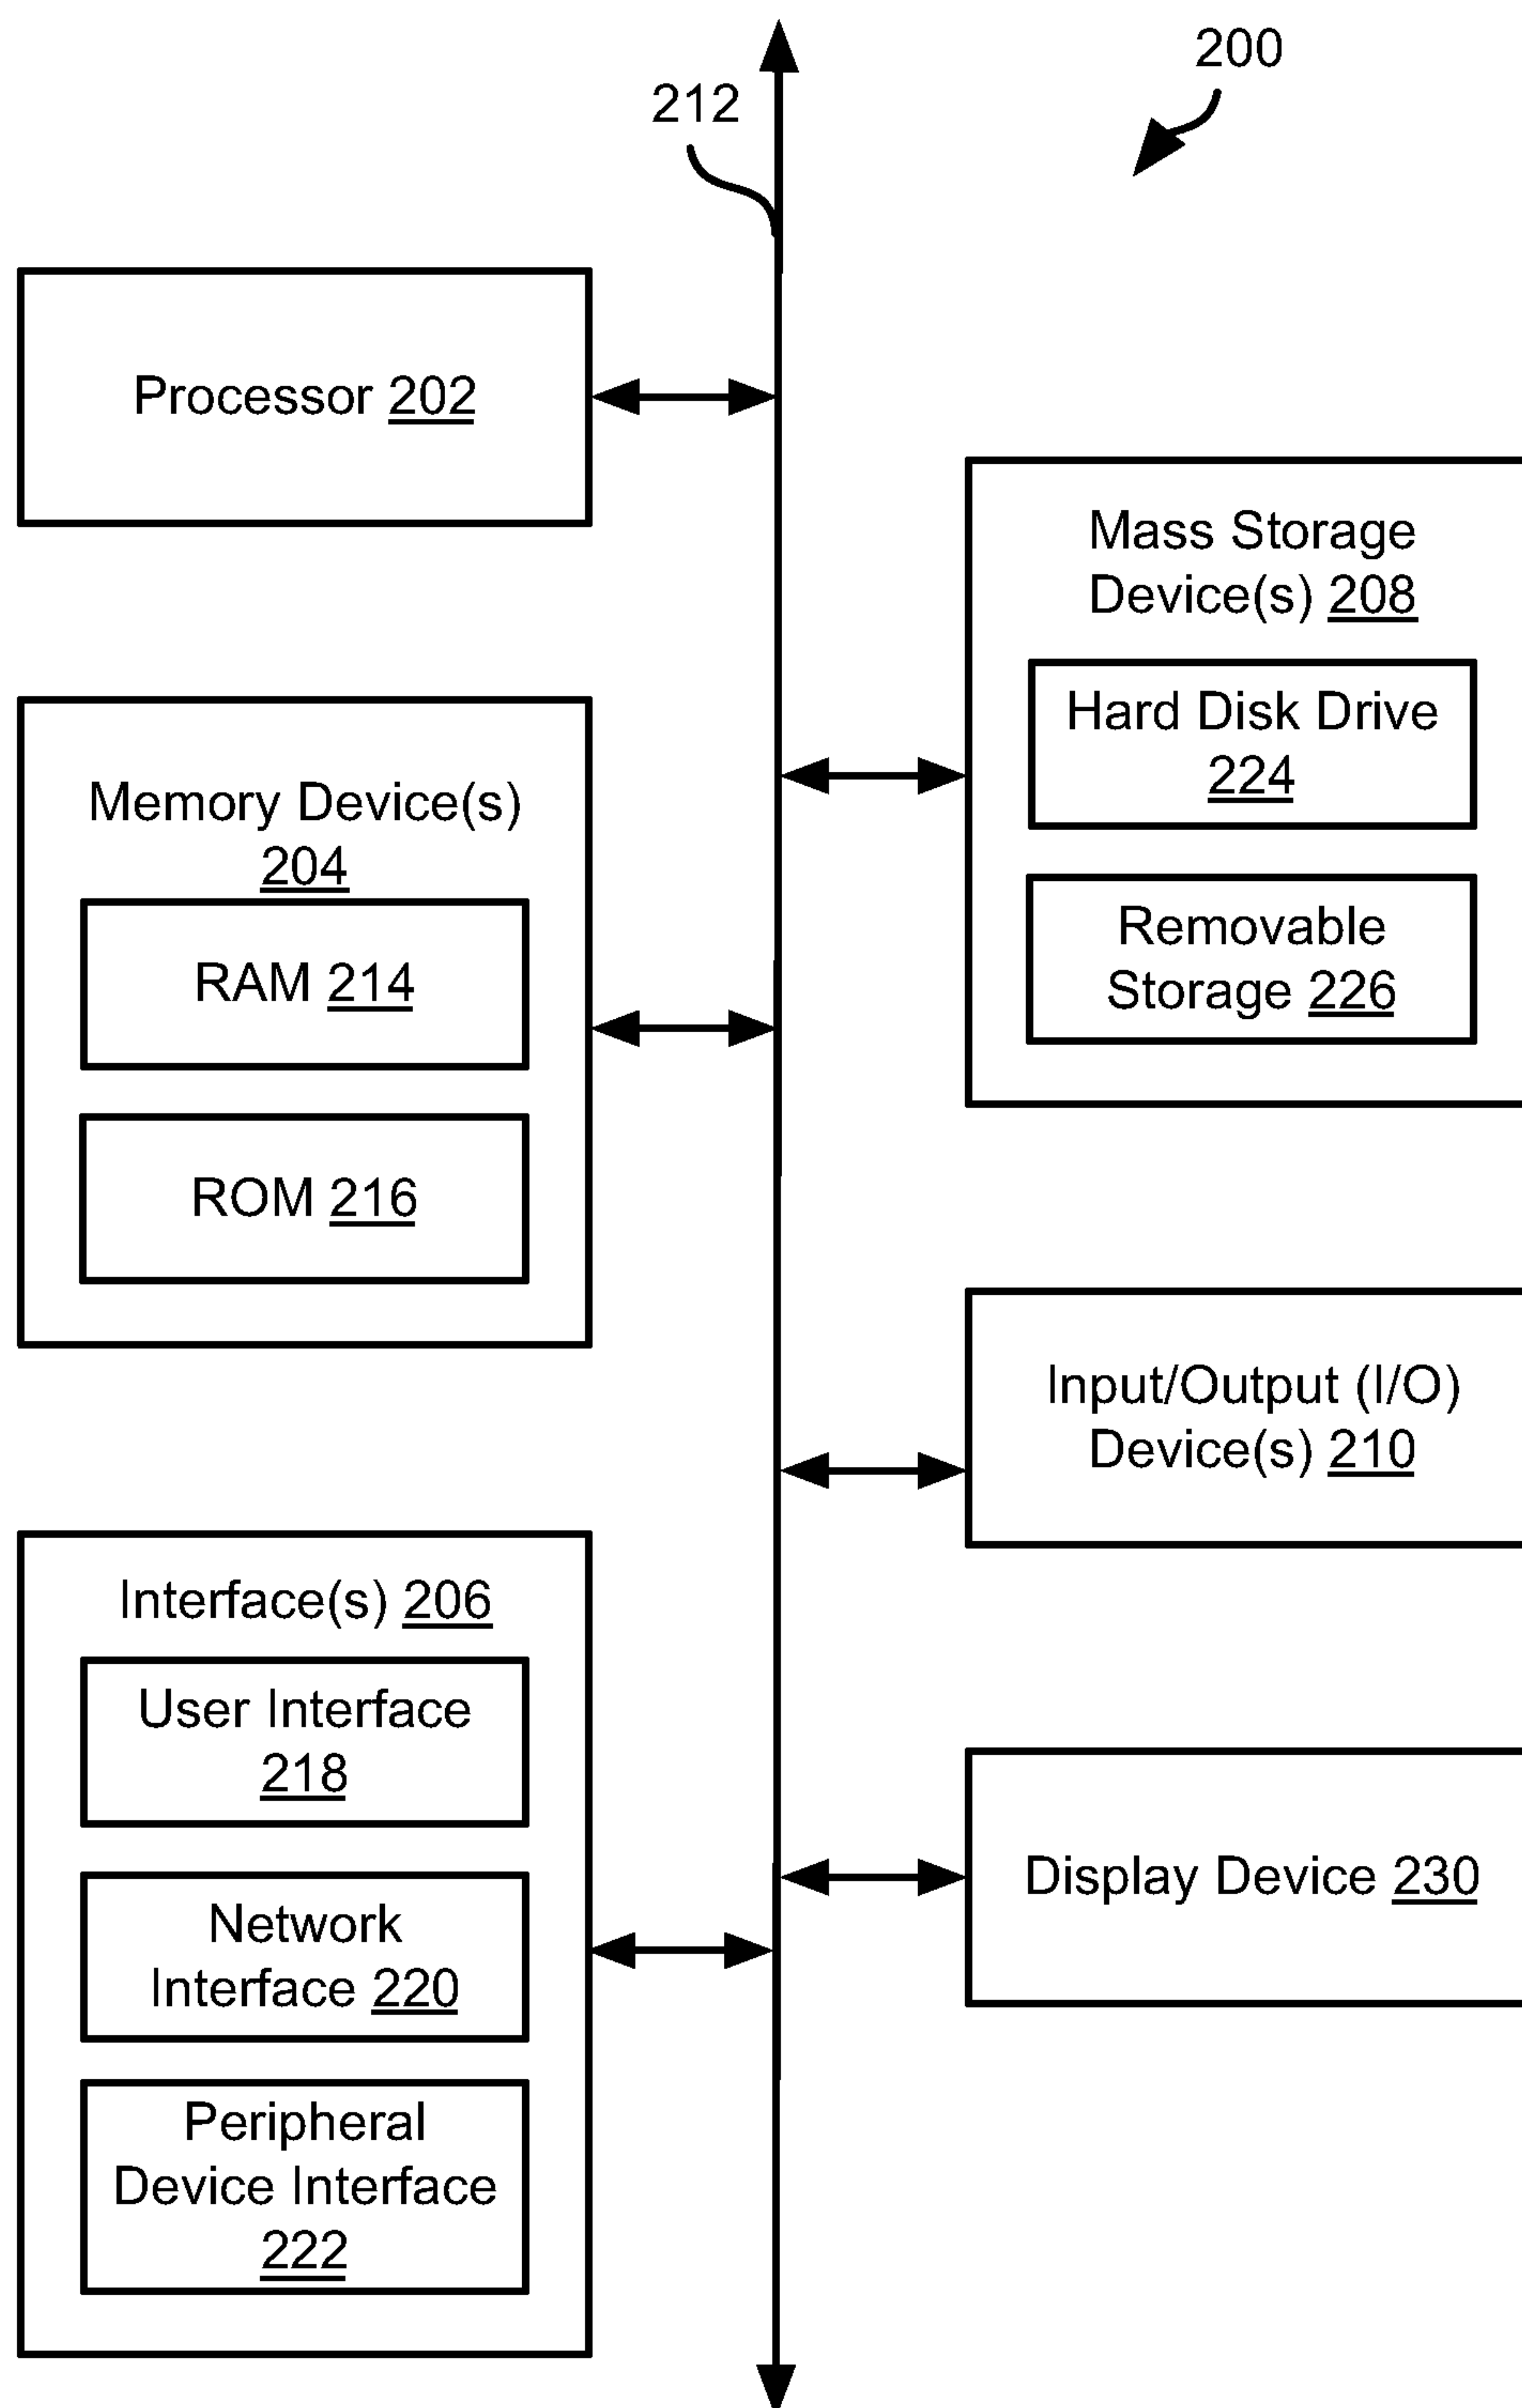 200
212
Processor 202
Mass Storage
Device(s) 208
Hard Disk Drive
224
Removable
Storage 226
Memory Device(s)
204
RAM 214
ROM 216
Input/Output (I/O)
Device(s) 210
Interface(s) 206
User Interface
218
Network
Interface 220
Peripheral
Device Interface
222
Display Device 230